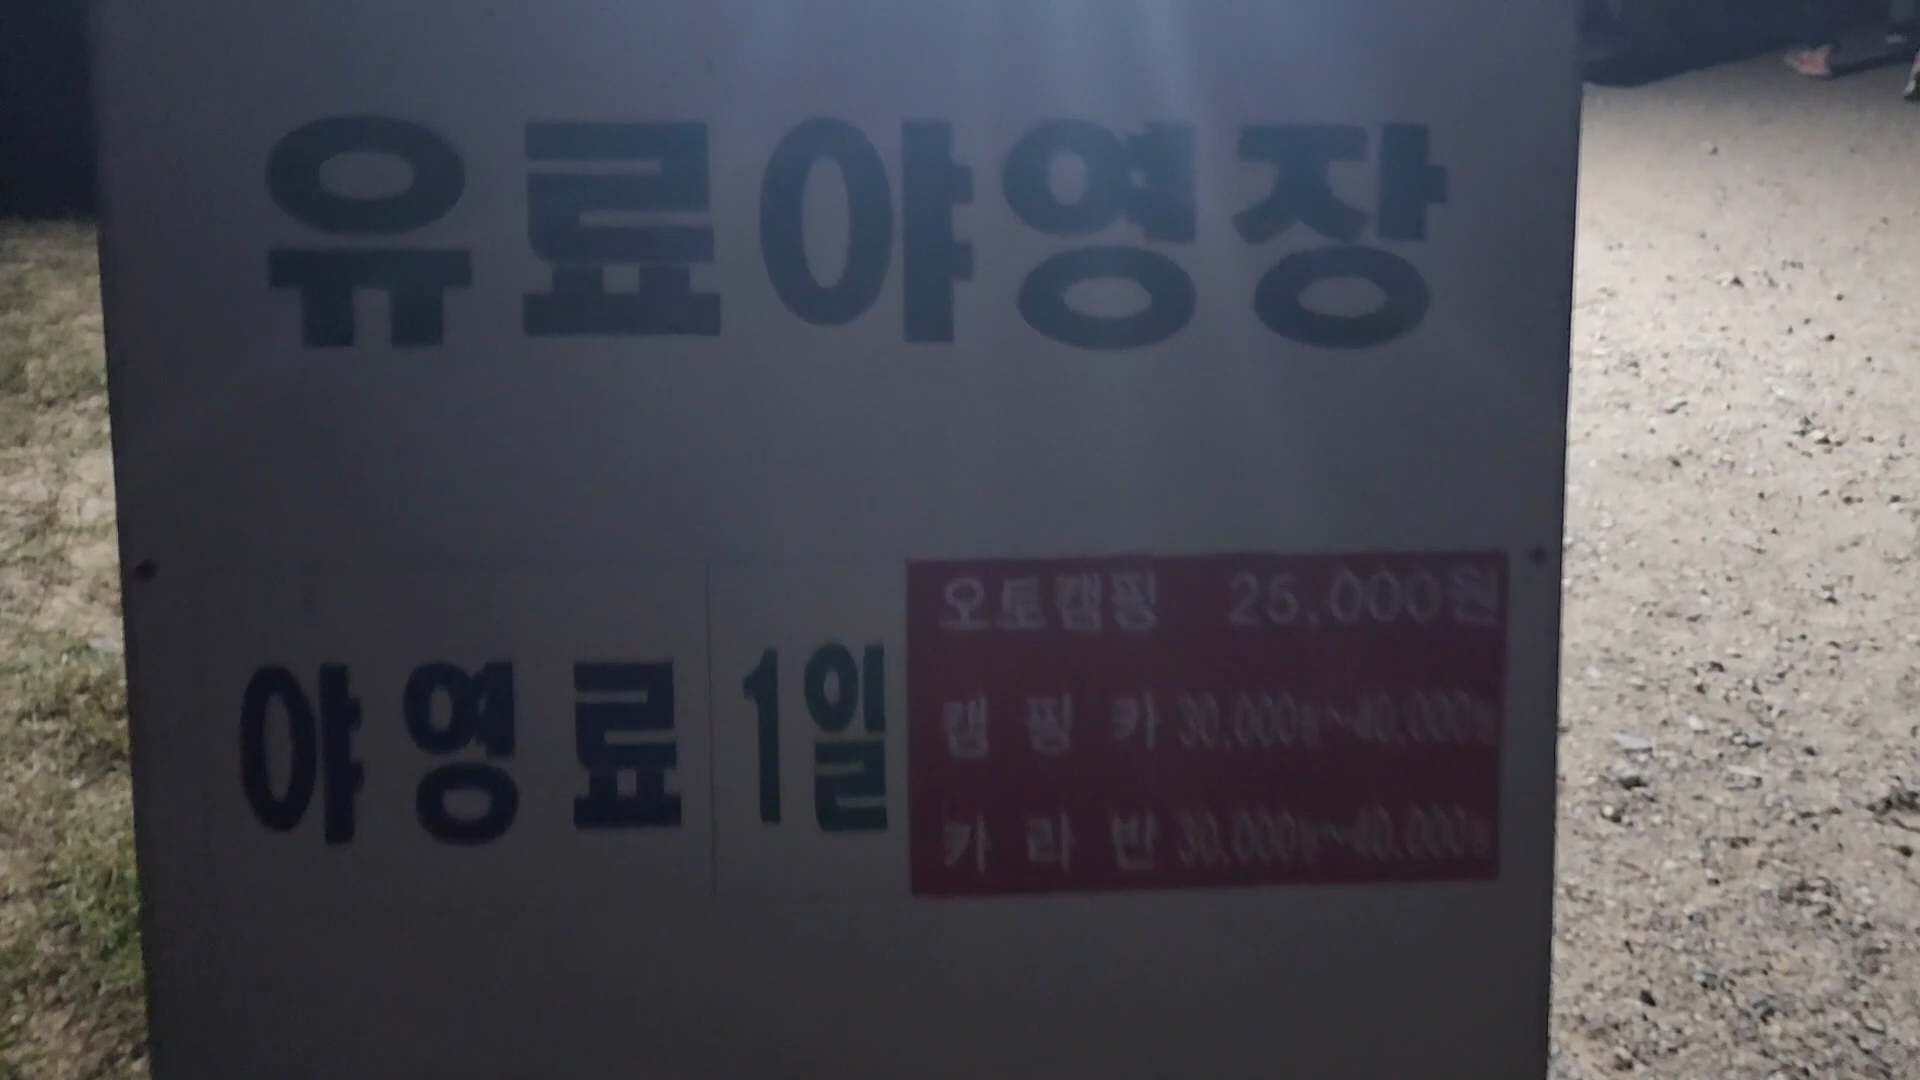 유료야영장
야영료 1일
오토캠핑 25,000원
캠핑카 30,000원~40,000원
카라반 30,000원~40,000원